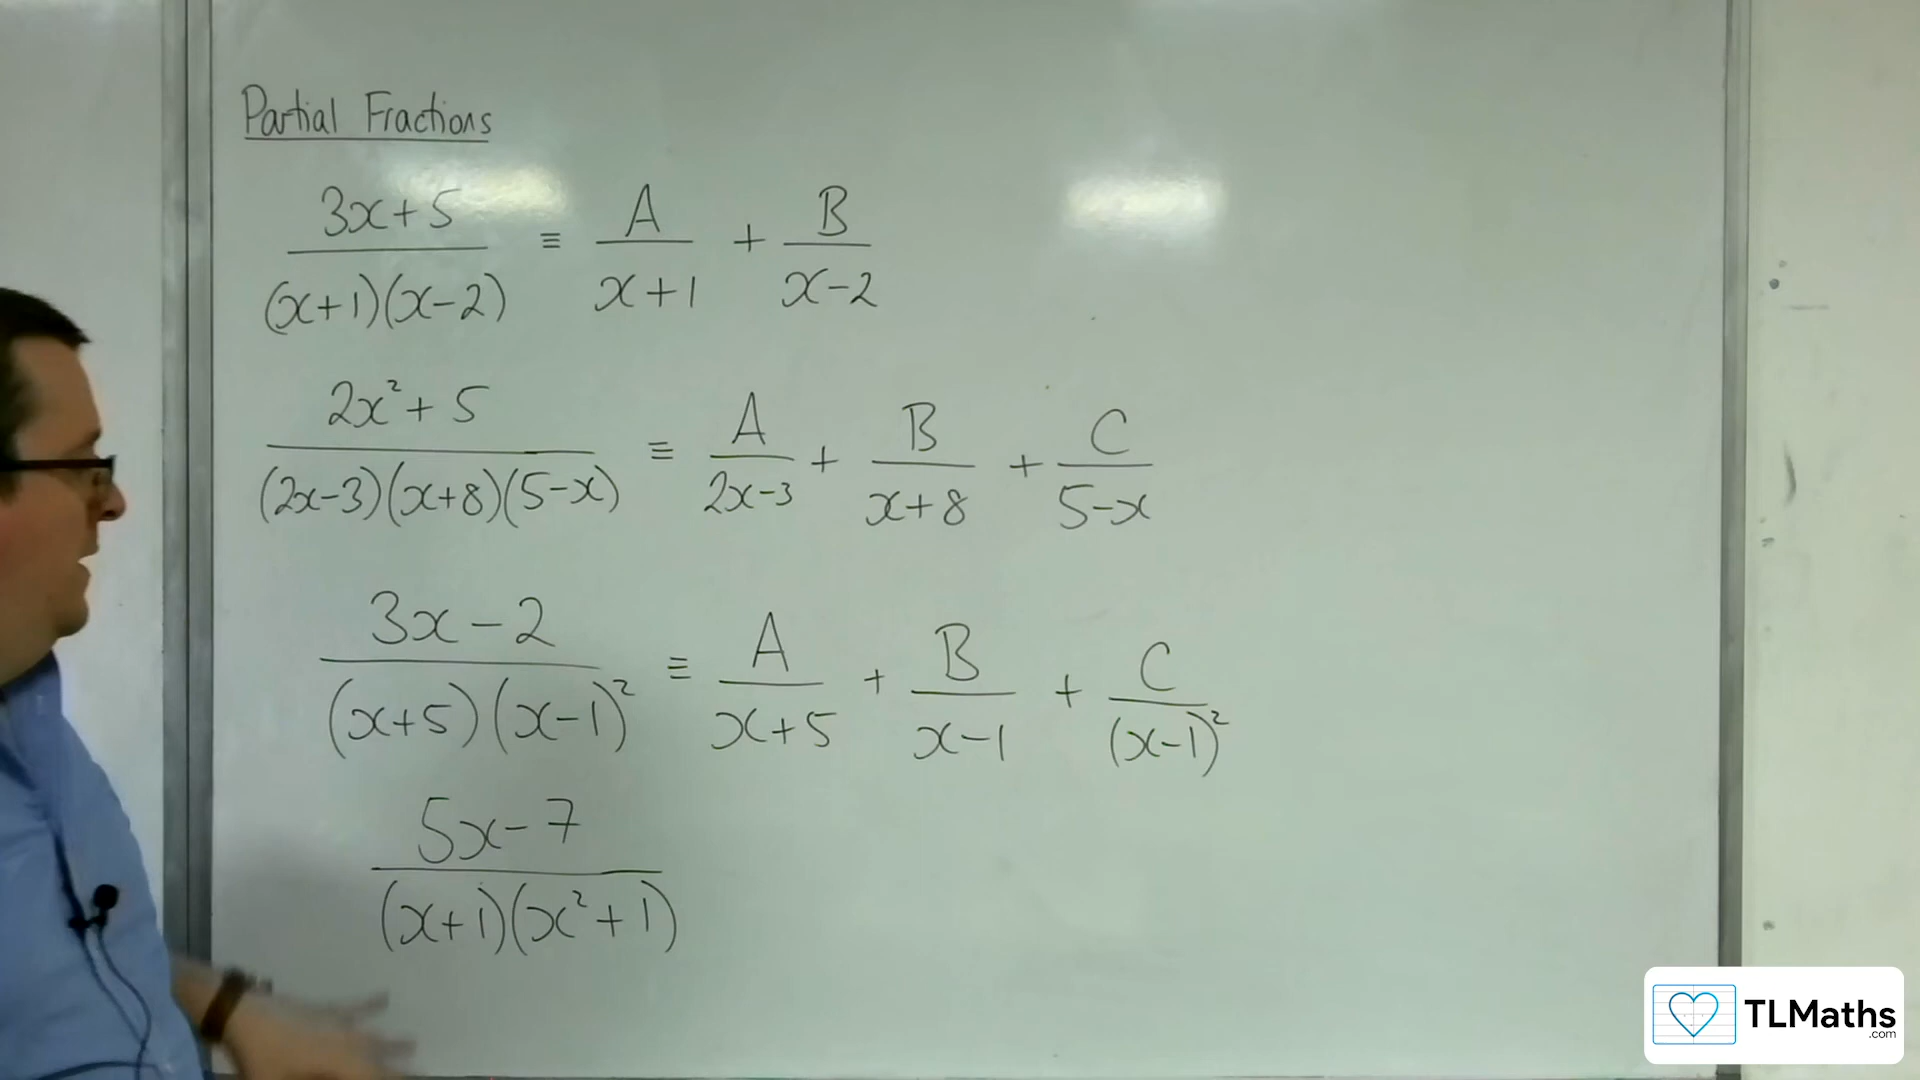 Partial Fractions
3x+5 / (x+1)(x-2) ≡ A / x+1 + B / x-2
2x²+5 / (2x-3)(x+8)(5-x) ≡ A / 2x-3 + B / x+8 + C / 5-x
3x-2 / (x+5)(x-1)² ≡ A / x+5 + B / x-1 + C / (x-1)²
5x-7 / (x+1)(x²+1)
TLMaths
.com